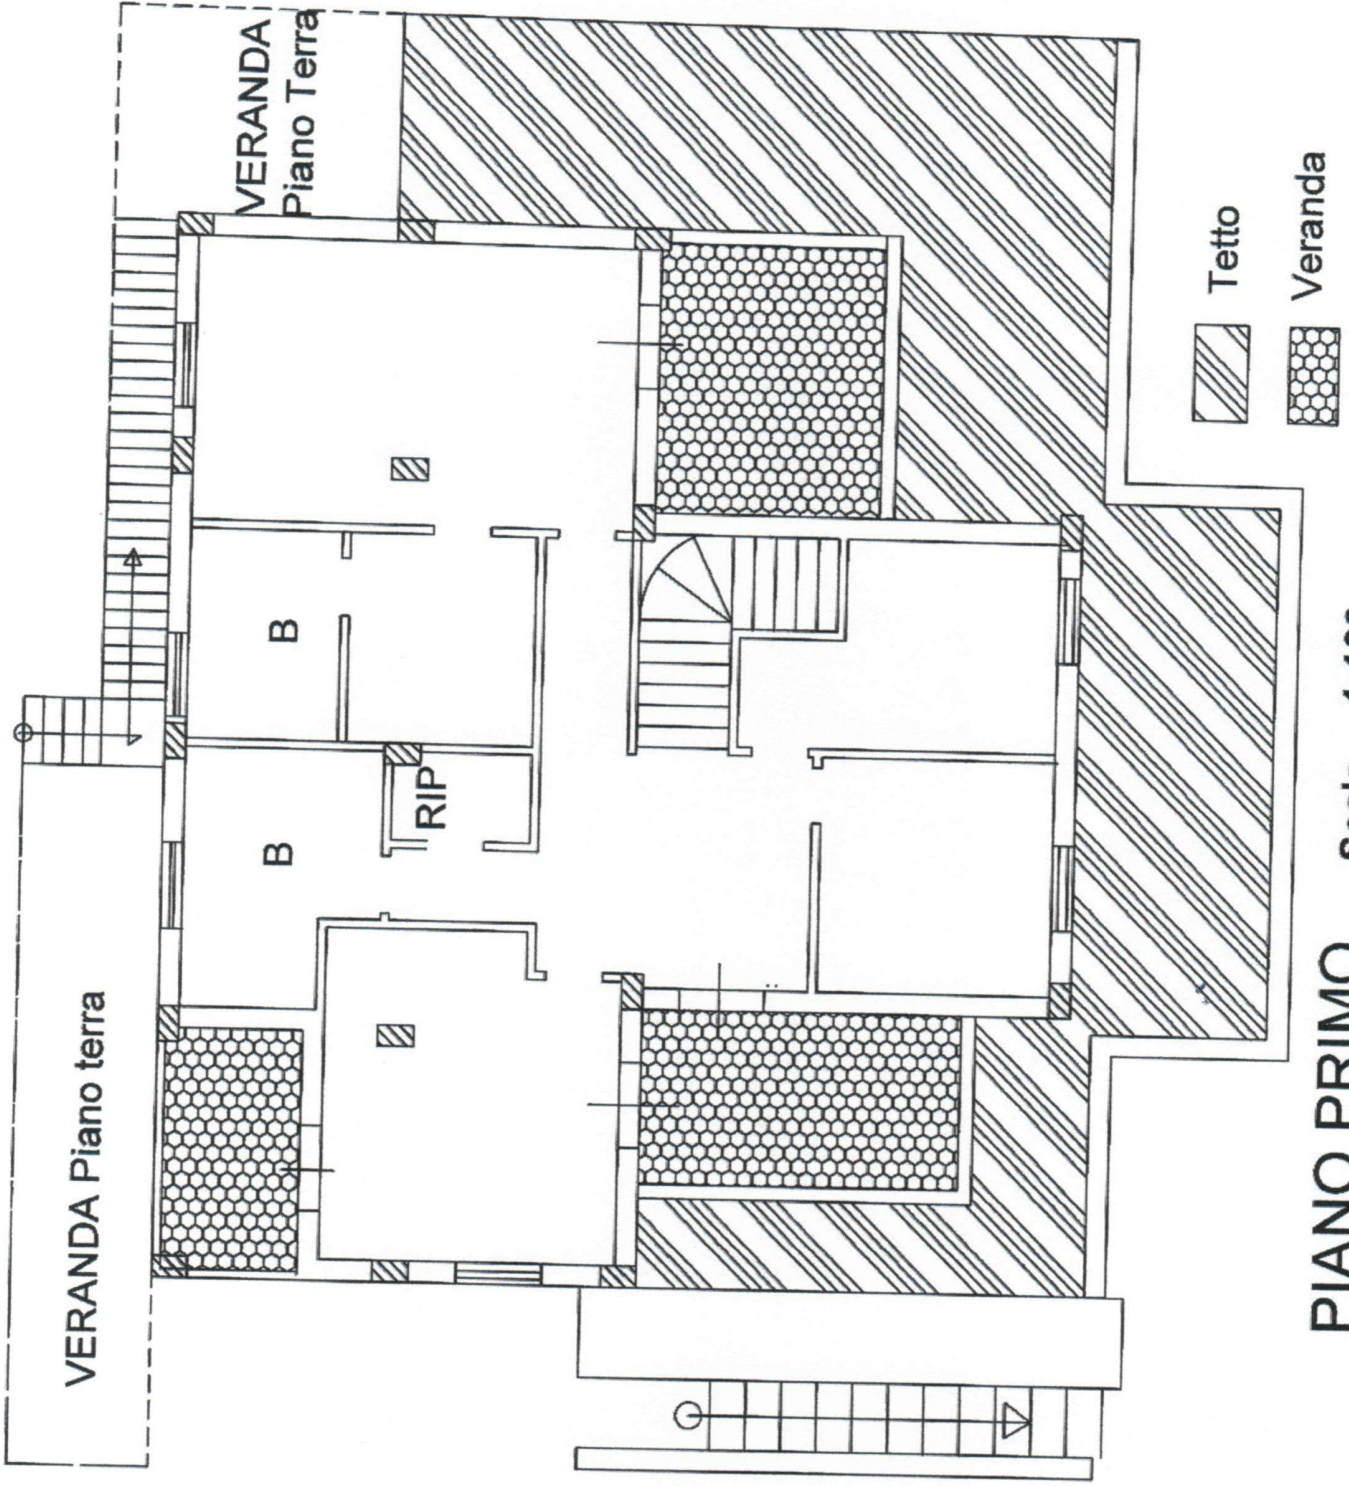 VERANDA Piano terra
VERANDA
Piano Terra
B
B
RIP
Tetto
Veranda
PIANO PRIMO